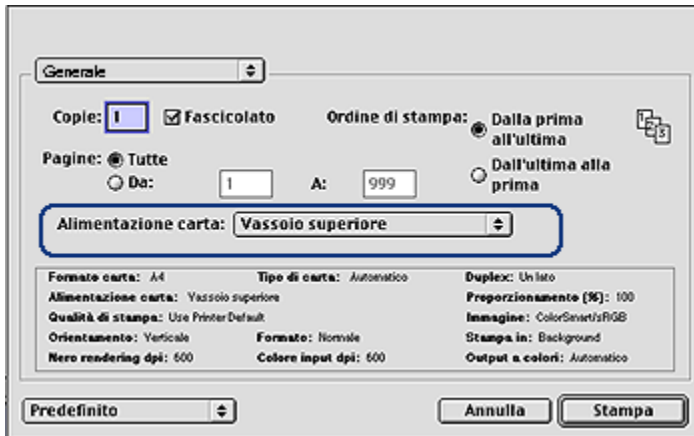 Generale
Copie: 1 Fascicolato Ordine di stampa: Dalla prima all'ultima
Pagine: Tutte Dall'ultima alla prima
Da: 1 A: 999
Alimentazione carta: Vassoio superiore
Formato carta: A4 Tipo di carta: Automatico Duplex: Un lato
Alimentazione carta: Vassoio superiore Proporzionamento (%): 100
Qualità di stampa: Use Printer Default Immagine: ColorSmart/sRGB
Orientamento: Verticale Formato: Normale Stampa in: Background
Nero rendering dpi: 600 Colore input dpi: 600 Output a colori: Automatico
Predefinito Annulla Stampa